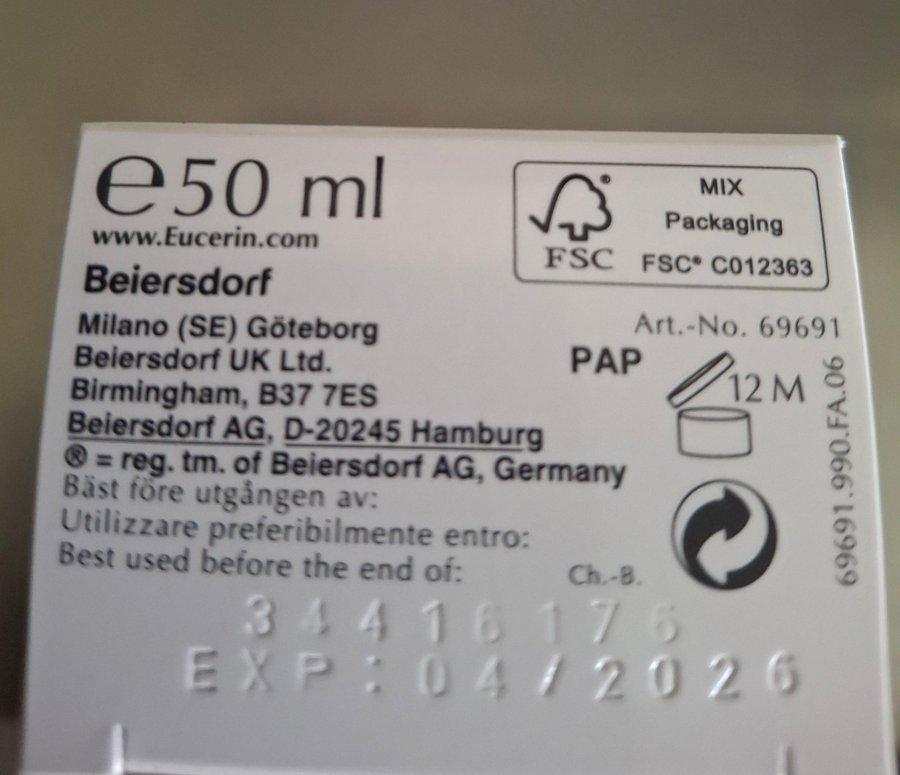 ℮50 ml
www.Eucerin.com
Beiersdorf
Milano (SE) Göteborg
Beiersdorf UK Ltd.
Birmingham, B37 7ES
Beiersdorf AG, D-20245 Hamburg
® = reg. tm. of Beiersdorf AG, Germany
Bäst före utgången av:
Utilizzare preferibilmente entro:
Best used before the end of:
Ch.-B.
FSC
MIX
Packaging
FSC® C012363
Art.-No. 69691
PAP
12 M
69691.990.FA.06
34416176
EXP: 04/2026